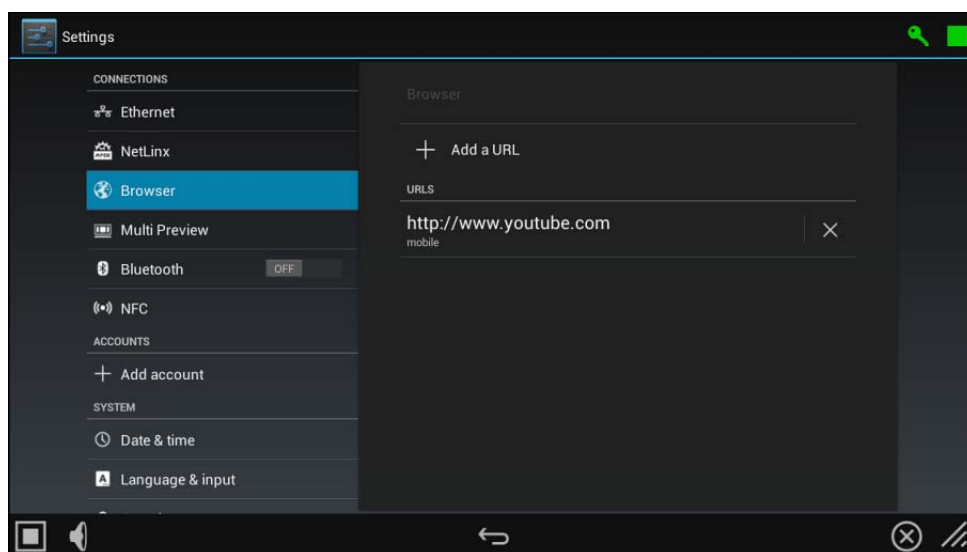 Settings
CONNECTIONS
Ethernet
NetLinx
Browser
Multi Preview
Bluetooth
OFF
NFC
ACCOUNTS
Add account
SYSTEM
Date & time
Language & input
Browser
Add a URL
URLS
http://www.youtube.com
mobile